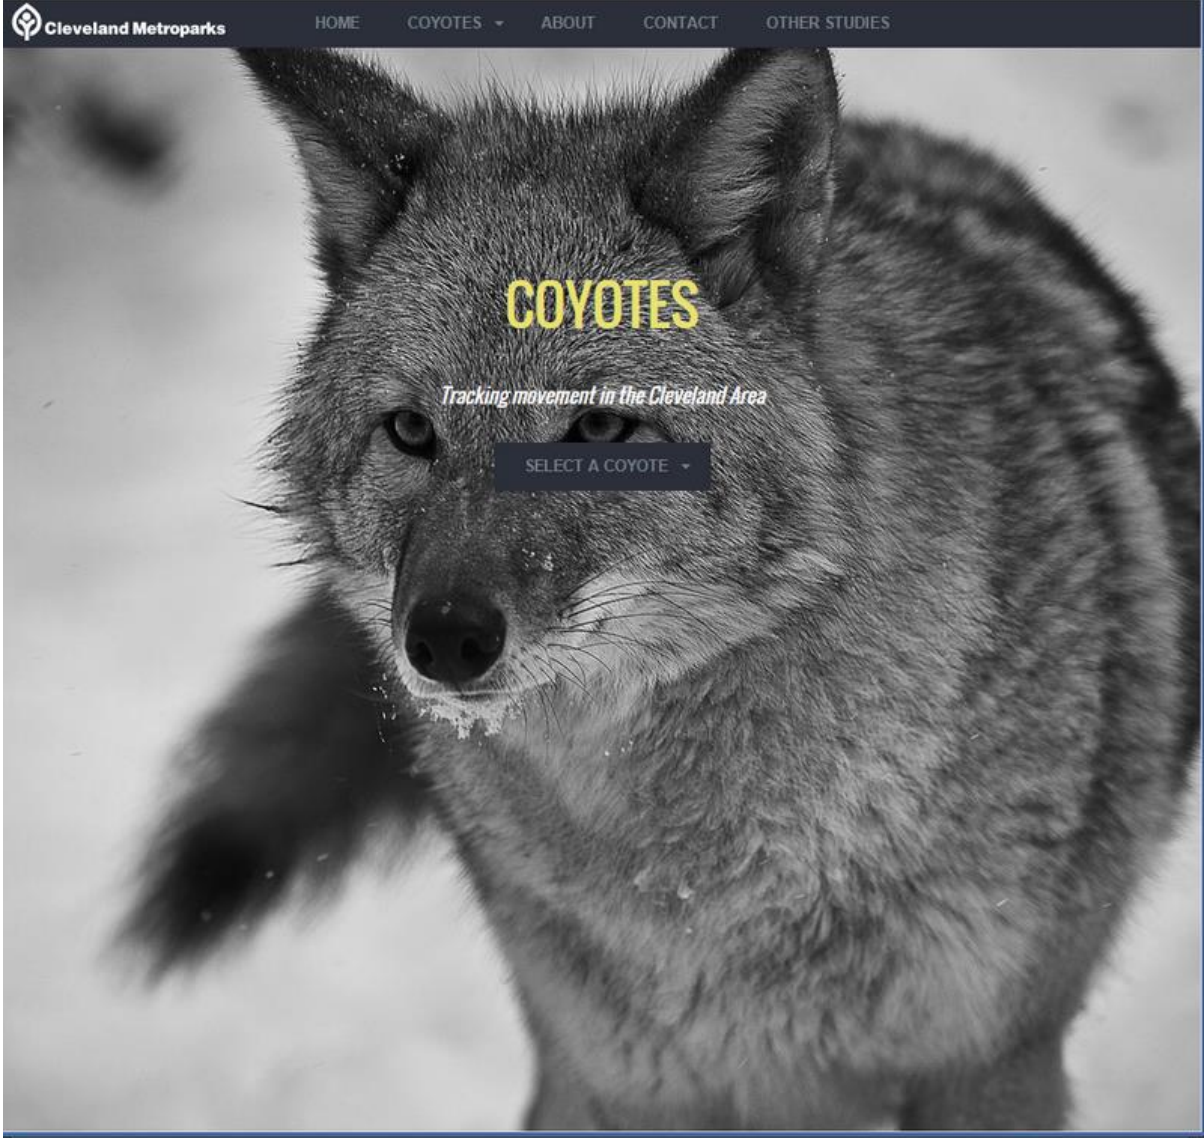 Cleveland Metroparks
HOME COYOTES ABOUT CONTACT OTHER STUDIES
COYOTES
Tracking movement in the Cleveland Area
SELECT A COYOTE